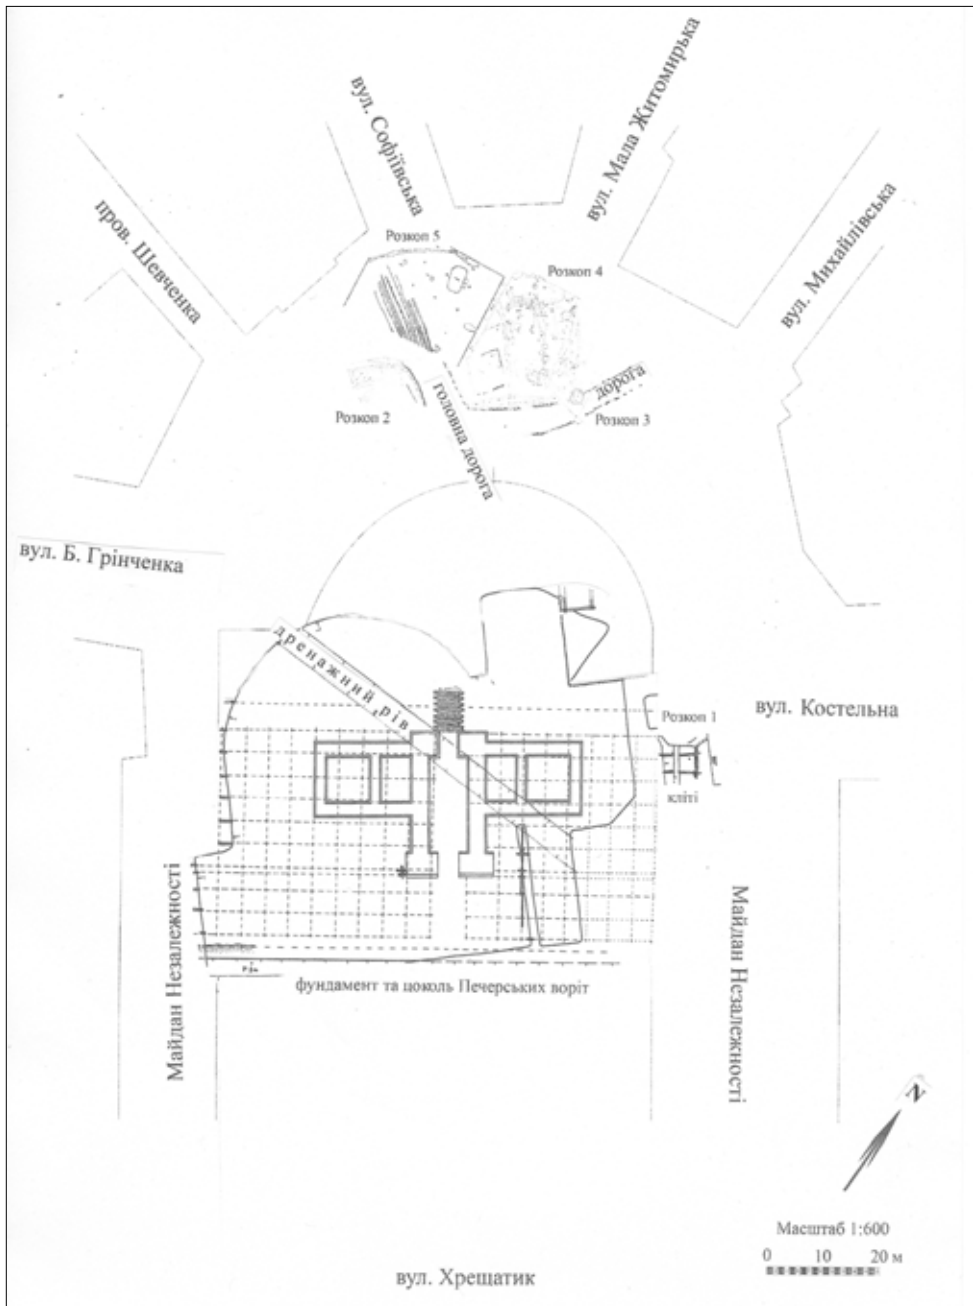 вул. Софіївська
вул. Мала Житомирька
пров. Шевченка
вул. Михайлівська
Розкоп 5
Розкоп 4
дорога
Розкоп 2
головна дорога
Розкоп 3
вул. Б. Грінченка
дренажний рів
вул. Костельна
Розкоп 1
кліті
Майдан Незалежності
Майдан Незалежності
фундамент та цоколь Печерських воріт
N
Масштаб 1:600
0 10 20 м
вул. Хрещатик